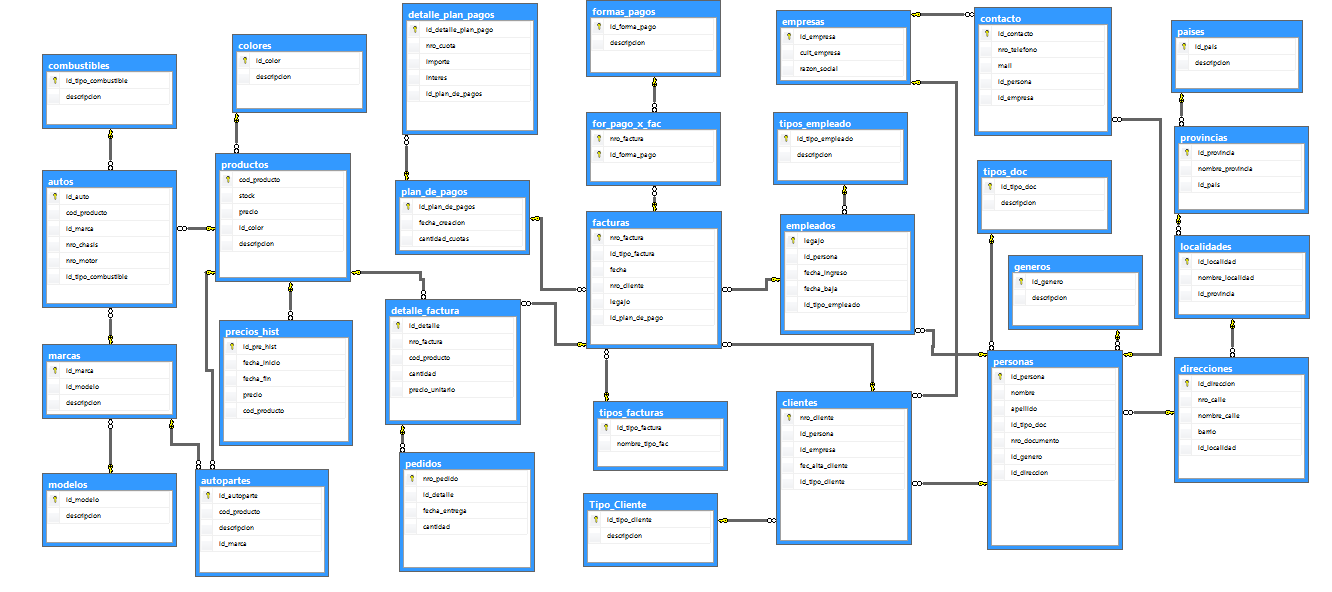 combustibles
id_tipo_combustible
descripcion
colores
id_color
descripcion
detalle_plan_pagos
id_detalle_plan_pago
nro_cuota
importe
interes
id_plan_de_pagos
formas_pagos
id_forma_pago
descripcion
empresas
id_empresa
cuit_empresa
razon_social
contacto
id_contacto
nro_telefono
mail
id_persona
id_empresa
paises
id_pais
descripcion
autos
id_auto
cod_producto
id_marca
nro_chasis
nro_motor
id_tipo_combustible
productos
cod_producto
stock
precio
id_color
descripcion
plan_de_pagos
id_plan_de_pagos
fecha_creacion
cantidad_cuotas
for_pago_x_fac
nro_factura
id_forma_pago
tipos_empleado
id_tipo_empleado
descripcion
tipos_doc
id_tipo_doc
descripcion
provincias
id_provincia
nombre_provincia
id_pais
facturas
nro_factura
id_tipo_factura
fecha
nro_cliente
legajo
id_plan_de_pago
empleados
legajo
id_persona
fecha_ingreso
fecha_baja
id_tipo_empleado
generos
id_genero
descripcion
localidades
id_localidad
nombre_localidad
id_provincia
marcas
id_marca
id_modelo
descripcion
precios_hist
id_pre_hist
fecha_inicio
fecha_fin
precio
cod_producto
detalle_factura
id_detalle
nro_factura
cod_producto
cantidad
precio_unitario
tipos_facturas
id_tipo_factura
nombre_tipo_fac
clientes
nro_cliente
id_persona
id_empresa
fec_alta_cliente
id_tipo_cliente
personas
id_persona
nombre
apellido
id_tipo_doc
nro_documento
id_genero
id_direccion
direcciones
id_direccion
nro_calle
nombre_calle
barrio
id_localidad
modelos
id_modelo
descripcion
autopartes
id_autoparte
cod_producto
descripcion
id_marca
pedidos
nro_pedido
id_detalle
fecha_entrega
cantidad
Tipo_Cliente
id_tipo_cliente
descripcion